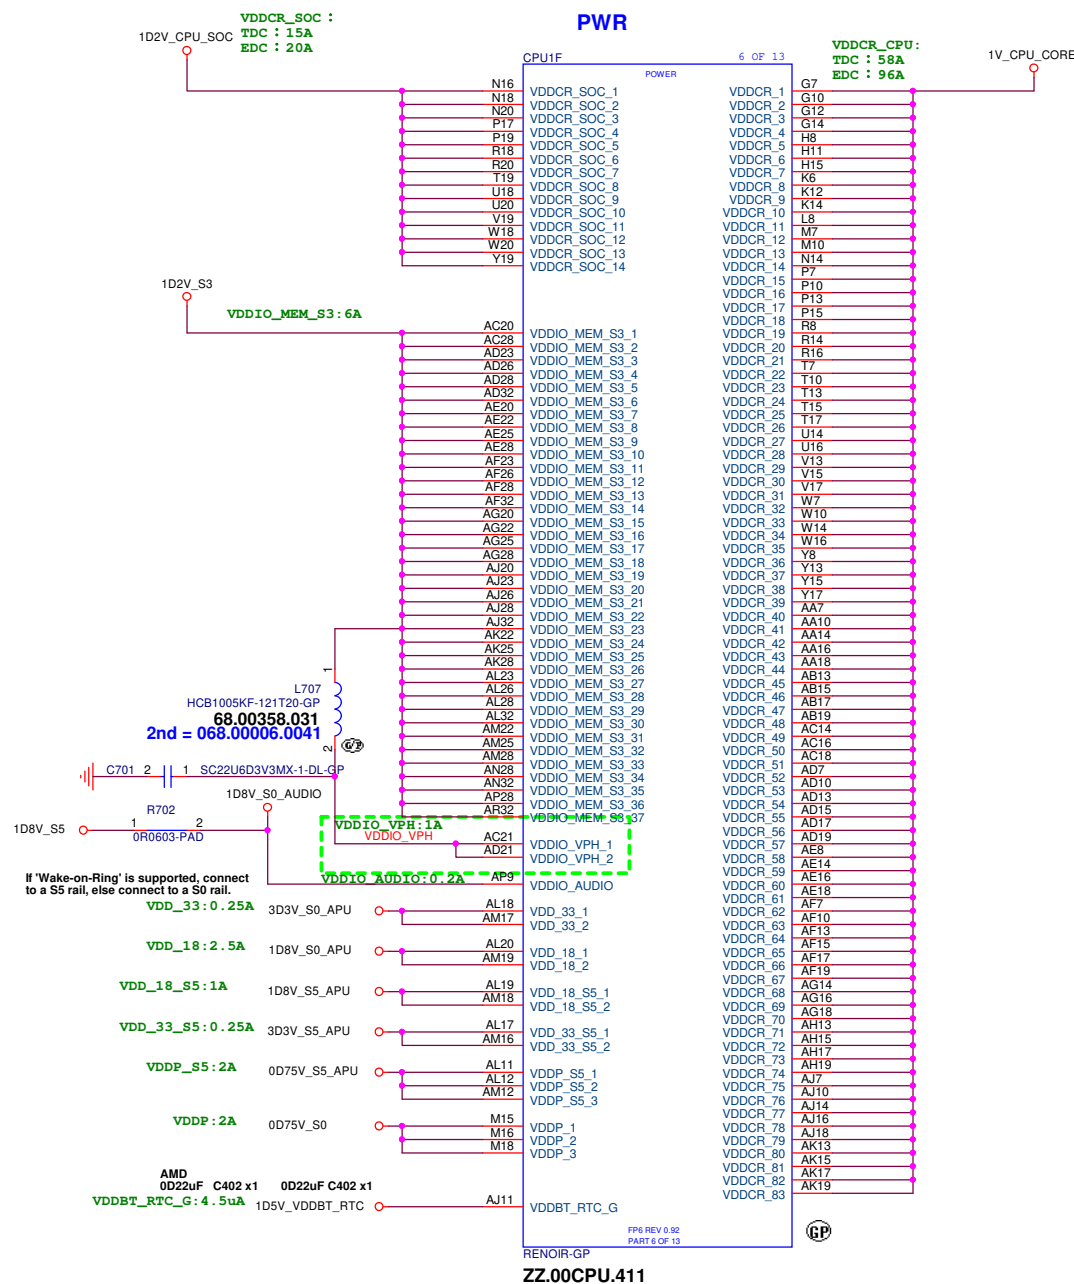 PWR
VDDCR_SOC :
TDC : 15A
EDC : 20A
1D2V_CPU_SOC
VDDCR_CPU:
TDC : 58A
EDC : 96A
1V_CPU_CORE
CPU1F
6 OF 13
POWER
N16 VDDCR_SOC_1
N18 VDDCR_SOC_2
N20 VDDCR_SOC_3
P17 VDDCR_SOC_4
P19 VDDCR_SOC_5
R18 VDDCR_SOC_6
R20 VDDCR_SOC_7
T19 VDDCR_SOC_8
U18 VDDCR_SOC_9
U20 VDDCR_SOC_10
V19 VDDCR_SOC_11
W18 VDDCR_SOC_12
W20 VDDCR_SOC_13
Y19 VDDCR_SOC_14
1D2V_S3
VDDIO_MEM_S3:6A
AC20 VDDIO_MEM_S3_1
AC28 VDDIO_MEM_S3_2
AD23 VDDIO_MEM_S3_3
AD26 VDDIO_MEM_S3_4
AD28 VDDIO_MEM_S3_5
AD32 VDDIO_MEM_S3_6
AE20 VDDIO_MEM_S3_7
AE22 VDDIO_MEM_S3_8
AE25 VDDIO_MEM_S3_9
AE28 VDDIO_MEM_S3_10
AF23 VDDIO_MEM_S3_11
AF26 VDDIO_MEM_S3_12
AF28 VDDIO_MEM_S3_13
AF32 VDDIO_MEM_S3_14
AG20 VDDIO_MEM_S3_15
AG22 VDDIO_MEM_S3_16
AG25 VDDIO_MEM_S3_17
AG28 VDDIO_MEM_S3_18
AJ20 VDDIO_MEM_S3_19
AJ23 VDDIO_MEM_S3_20
AJ26 VDDIO_MEM_S3_21
AJ28 VDDIO_MEM_S3_22
AJ32 VDDIO_MEM_S3_23
AK22 VDDIO_MEM_S3_24
AK25 VDDIO_MEM_S3_25
AK28 VDDIO_MEM_S3_26
AL23 VDDIO_MEM_S3_27
AL26 VDDIO_MEM_S3_28
AL28 VDDIO_MEM_S3_29
AL32 VDDIO_MEM_S3_30
AM22 VDDIO_MEM_S3_31
AM25 VDDIO_MEM_S3_32
AM28 VDDIO_MEM_S3_33
AN28 VDDIO_MEM_S3_34
AN32 VDDIO_MEM_S3_35
AP28 VDDIO_MEM_S3_36
AR32 VDDIO_MEM_S3_37
1
L707
HCB1005KF-121T20-GP
68.00358.031
2nd = 068.00006.0041
2
G/P
C701 2 1 SC22U6D3V3MX-1-DL-GP
1D8V_S0_AUDIO
R702
1D8V_S5 1 2
0R0603-PAD
VDDIO_VPH:1A
VDDIO_VPH
AC21 VDDIO_VPH_1
AD21 VDDIO_VPH_2
If 'Wake-on-Ring' is supported, connect
to a S5 rail, else connect to a S0 rail.
VDDIO_AUDIO:0.2A
AP9 VDDIO_AUDIO
VDD_33:0.25A 3D3V_S0_APU
AL18 VDD_33_1
AM17 VDD_33_2
VDD_18:2.5A 1D8V_S0_APU
AL20 VDD_18_1
AM19 VDD_18_2
VDD_18_S5:1A 1D8V_S5_APU
AL19 VDD_18_S5_1
AM18 VDD_18_S5_2
VDD_33_S5:0.25A 3D3V_S5_APU
AL17 VDD_33_S5_1
AM16 VDD_33_S5_2
VDDP_S5:2A 0D75V_S5_APU
AL11 VDDP_S5_1
AL12 VDDP_S5_2
AM12 VDDP_S5_3
VDDP:2A 0D75V_S0
M15 VDDP_1
M16 VDDP_2
M18 VDDP_3
AMD
0D22uF C402 x1 0D22uF C402 x1
VDDBT_RTC_G:4.5uA 1D5V_VDDBT_RTC
AJ11 VDDBT_RTC_G
VDDCR_1 G7
VDDCR_2 G10
VDDCR_3 G12
VDDCR_4 G14
VDDCR_5 H8
VDDCR_6 H11
VDDCR_7 H15
VDDCR_8 K6
VDDCR_9 K12
VDDCR_10 K14
VDDCR_11 L8
VDDCR_12 M7
VDDCR_13 M10
VDDCR_14 N14
VDDCR_15 P7
VDDCR_16 P10
VDDCR_17 P13
VDDCR_18 P15
VDDCR_19 R8
VDDCR_20 R14
VDDCR_21 R16
VDDCR_22 T7
VDDCR_23 T10
VDDCR_24 T13
VDDCR_25 T15
VDDCR_26 T17
VDDCR_27 U14
VDDCR_28 U16
VDDCR_29 V13
VDDCR_30 V15
VDDCR_31 V17
VDDCR_32 W7
VDDCR_33 W10
VDDCR_34 W14
VDDCR_35 W16
VDDCR_36 Y8
VDDCR_37 Y13
VDDCR_38 Y15
VDDCR_39 Y17
VDDCR_40 AA7
VDDCR_41 AA10
VDDCR_42 AA14
VDDCR_43 AA16
VDDCR_44 AA18
VDDCR_45 AB13
VDDCR_46 AB15
VDDCR_47 AB17
VDDCR_48 AB19
VDDCR_49 AC14
VDDCR_50 AC16
VDDCR_51 AC18
VDDCR_52 AD7
VDDCR_53 AD10
VDDCR_54 AD13
VDDCR_55 AD15
VDDCR_56 AD17
VDDCR_57 AD19
VDDCR_58 AE8
VDDCR_59 AE14
VDDCR_60 AE16
VDDCR_61 AE18
VDDCR_62 AF7
VDDCR_63 AF10
VDDCR_64 AF13
VDDCR_65 AF15
VDDCR_66 AF17
VDDCR_67 AF19
VDDCR_68 AG14
VDDCR_69 AG16
VDDCR_70 AG18
VDDCR_71 AH13
VDDCR_72 AH15
VDDCR_73 AH17
VDDCR_74 AH19
VDDCR_75 AJ7
VDDCR_76 AJ10
VDDCR_77 AJ14
VDDCR_78 AJ16
VDDCR_79 AJ18
VDDCR_80 AK13
VDDCR_81 AK15
VDDCR_82 AK17
VDDCR_83 AK19
FP6 REV 0.92
PART 6 OF 13
GP
RENOIR-GP
ZZ.00CPU.411